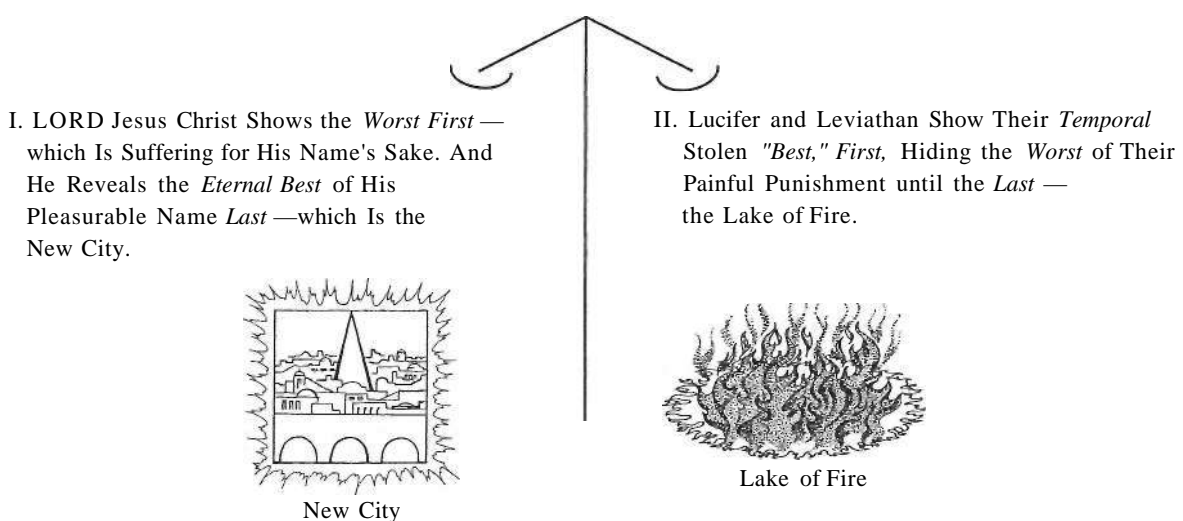 I. LORD Jesus Christ Shows the Worst First —
which Is Suffering for His Name's Sake. And
He Reveals the Eternal Best of His
Pleasurable Name Last —which Is the
New City.
New City
II. Lucifer and Leviathan Show Their Temporal
Stolen "Best," First, Hiding the Worst of Their
Painful Punishment until the Last —
the Lake of Fire.
Lake of Fire